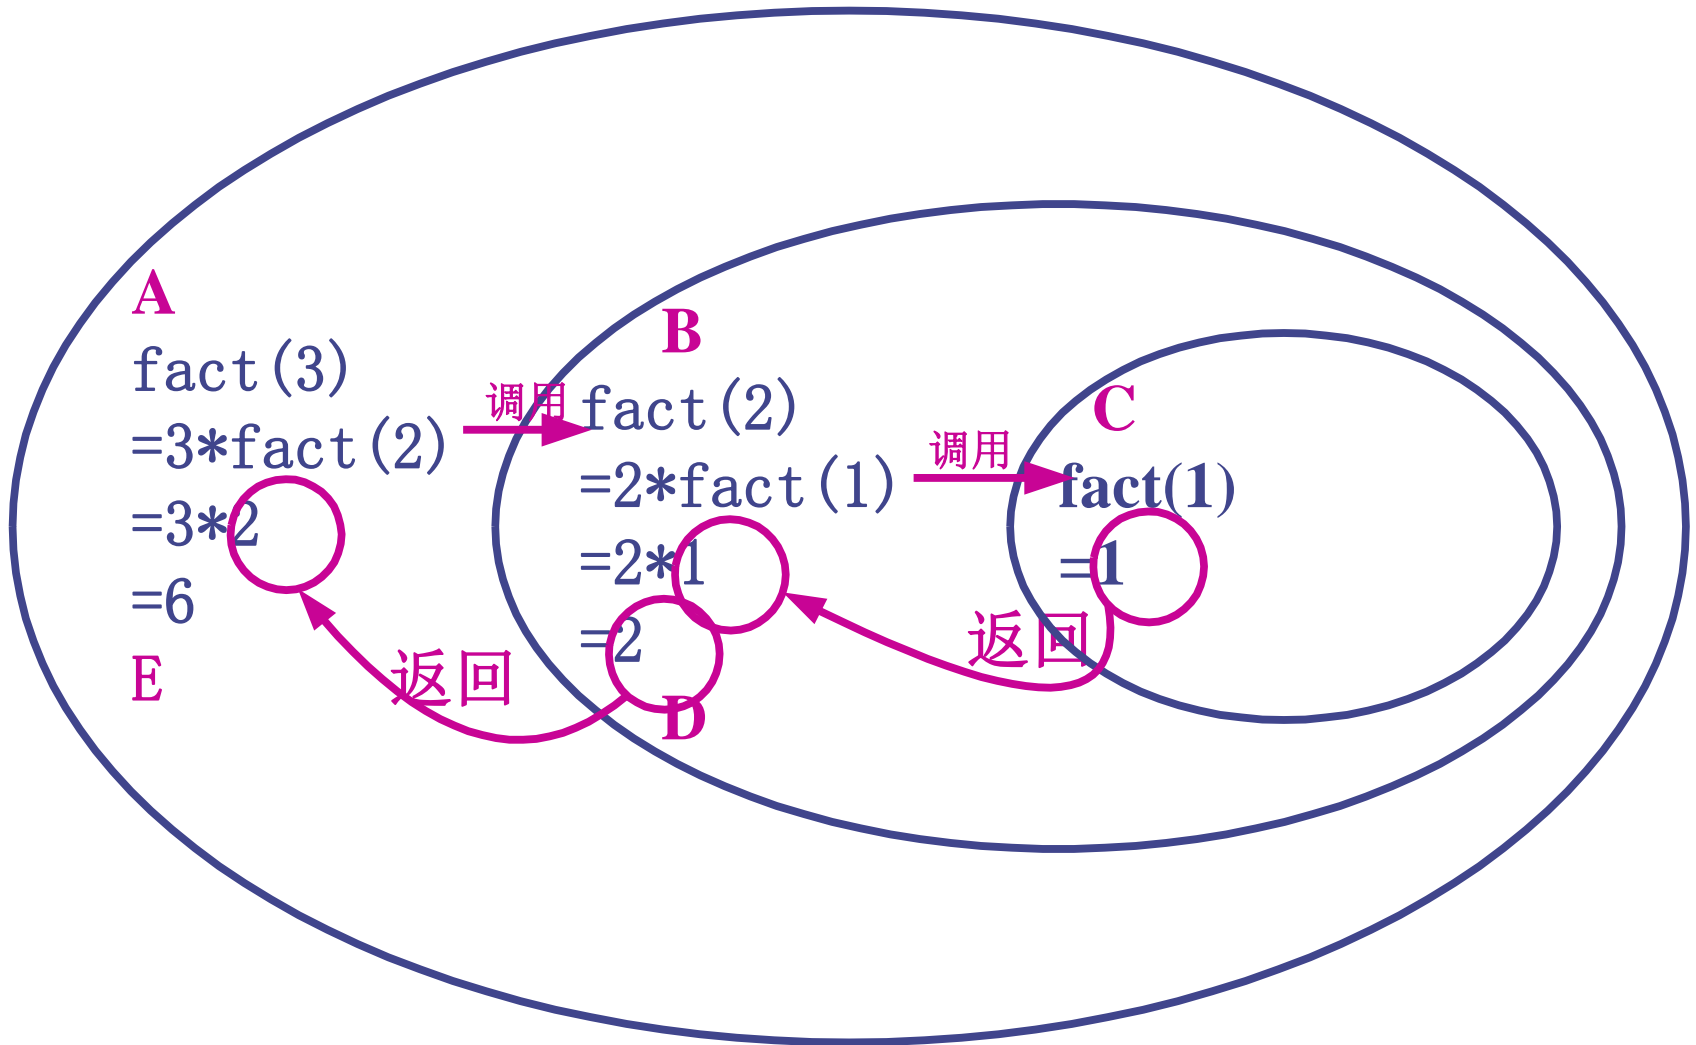 A
fact(3)
=3*fact(2)
=3*2
=6
E
调用
返回
B
fact(2)
=2*fact(1)
=2*1
=2
D
调用
返回
C
fact(1)
=1